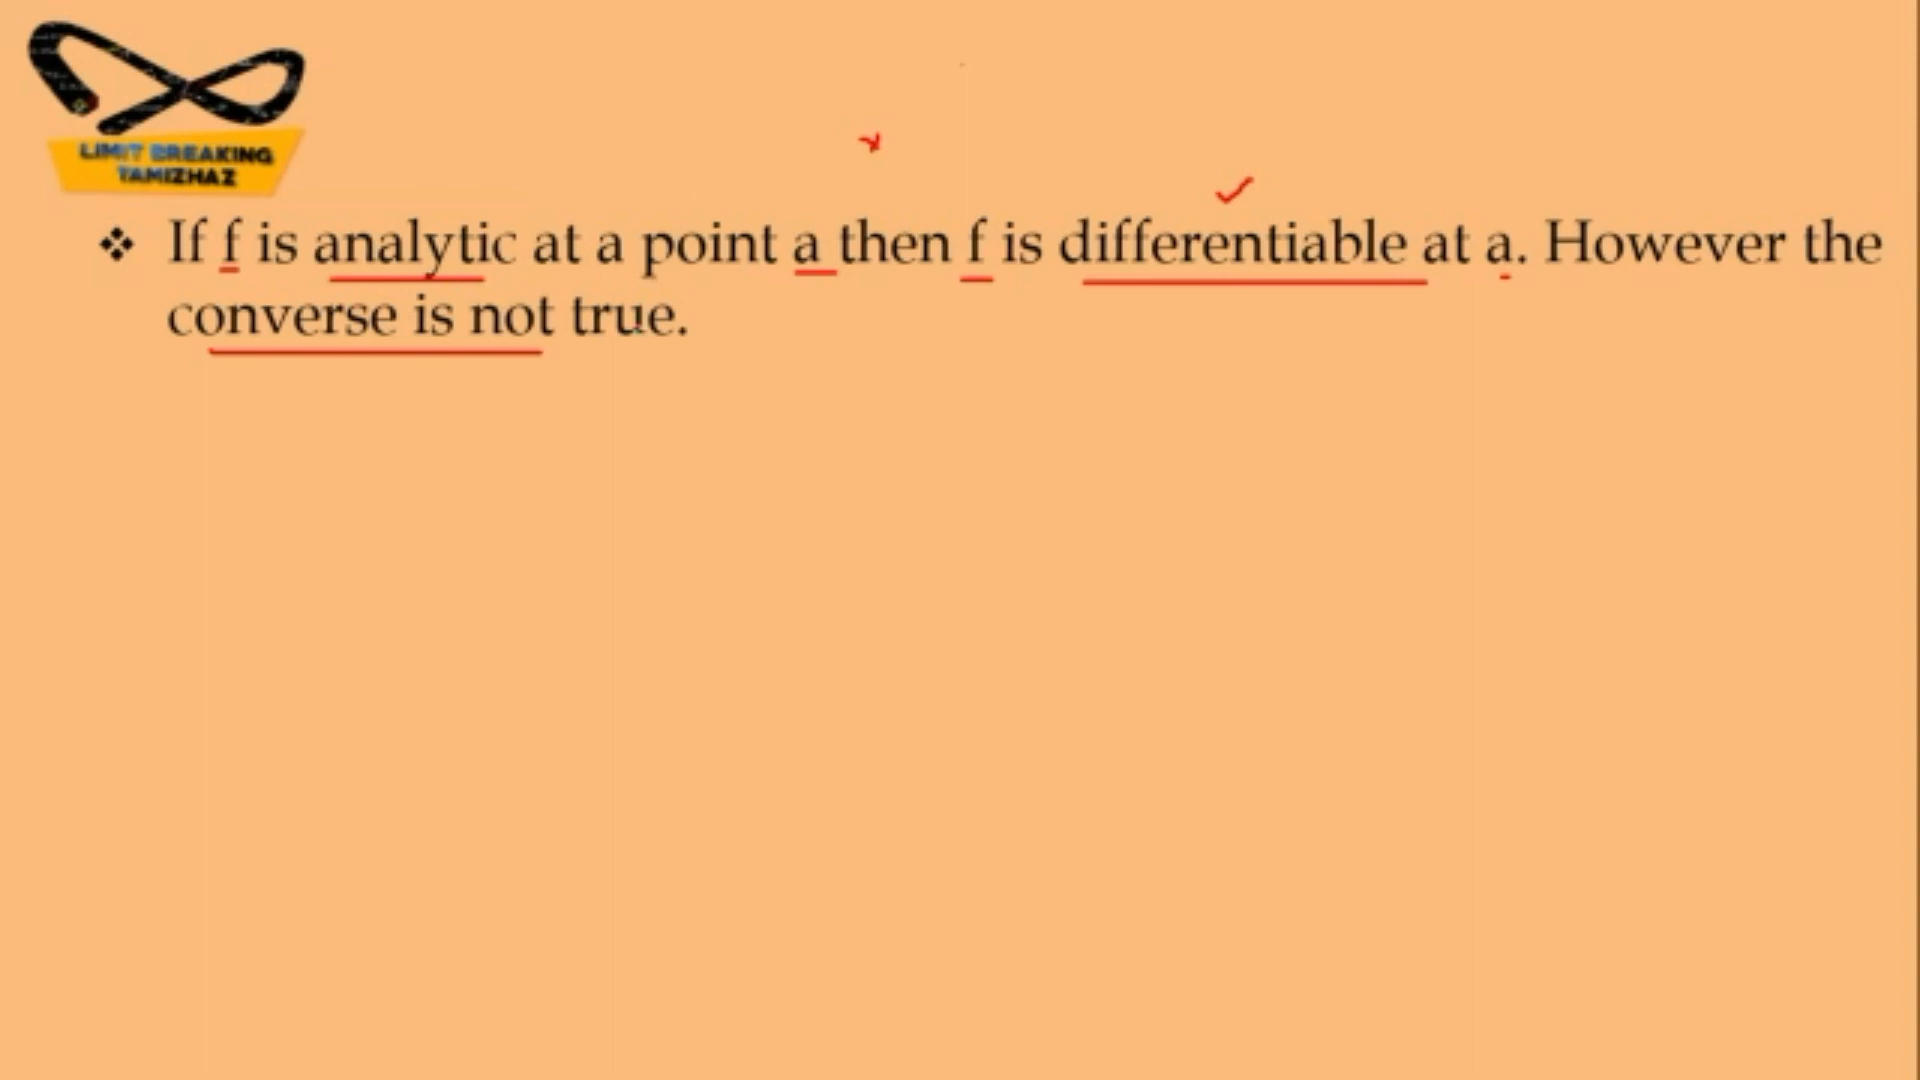 LIMIT BREAKING
TAMIZHAZ
❖ If f is analytic at a point a then f is differentiable at a. However the
converse is not true.